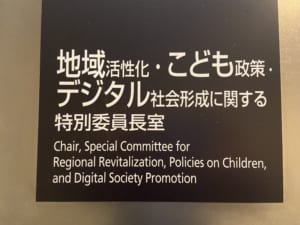 地域活性化・こども政策・
デジタル社会形成に関する
特別委員長室
Chair, Special Committee for
Regional Revitalization, Policies on Children,
and Digital Society Promotion